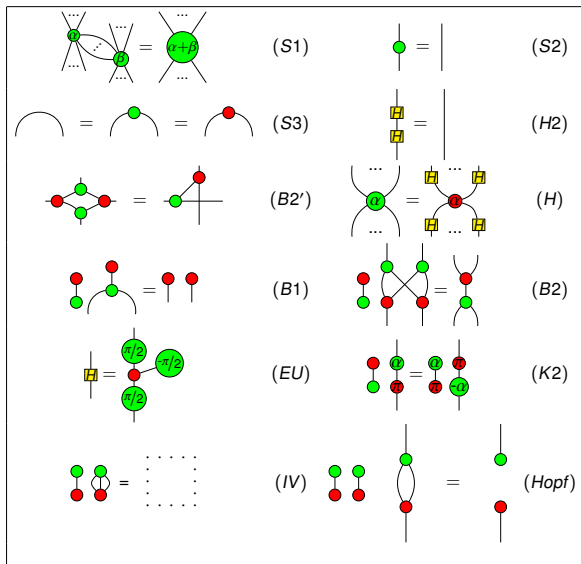 ... ...
α ... β = α+β (S1) = (S2)
... ... ...
= = (S3) H H = (H2)
= (B2′) ... α ... = H ... H α H ... H (H)
= (B1) = (B2)
H = π/2 -π/2 π/2 (EU) α π = α π π -α (K2)
= (IV) = (Hopf)